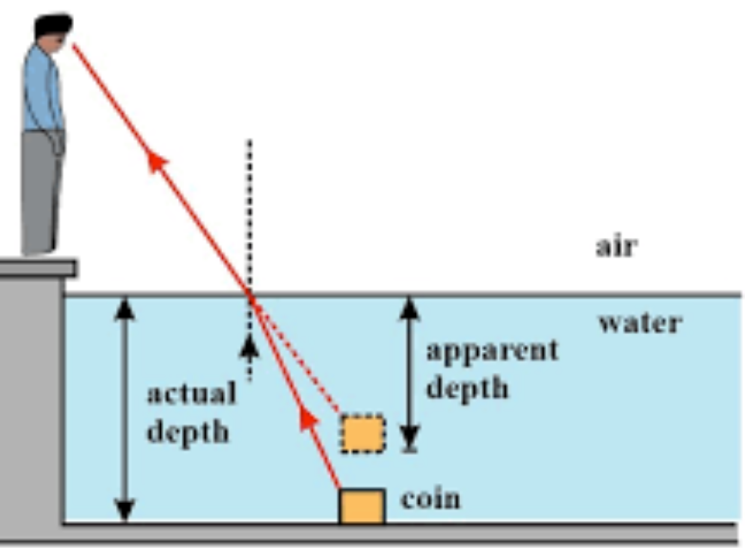 air
water
apparent
depth
actual
depth
coin